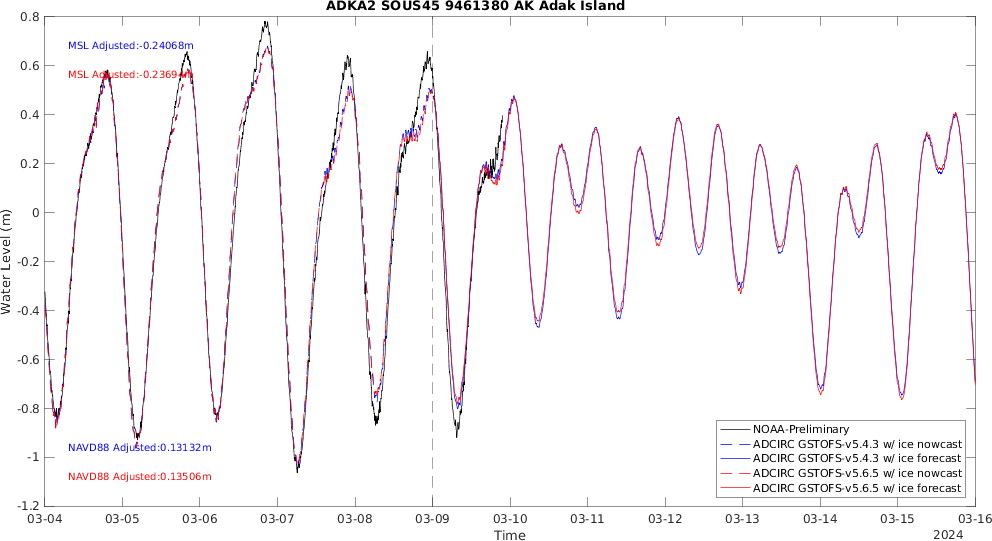 ADKA2 SOUS45 9461380 AK Adak Island
0.8
0.6
0.4
0.2
0
-0.2
-0.4
-0.6
-0.8
-1
-1.2
Water Level (m)
MSL Adjusted:-0.24068m
MSL Adjusted:-0.2369
NAVD88 Adjusted:0.13132m
NAVD88 Adjusted:0.13506m
NOAA-Preliminary
ADCIRC GSTOFS-v5.4.3 w/ ice nowcast
ADCIRC GSTOFS-v5.4.3 w/ ice forecast
ADCIRC GSTOFS-v5.6.5 w/ ice nowcast
ADCIRC GSTOFS-v5.6.5 w/ ice forecast
03-04 03-05 03-06 03-07 03-08 03-09 03-10 03-11 03-12 03-13 03-14 03-15 03-16
Time
2024